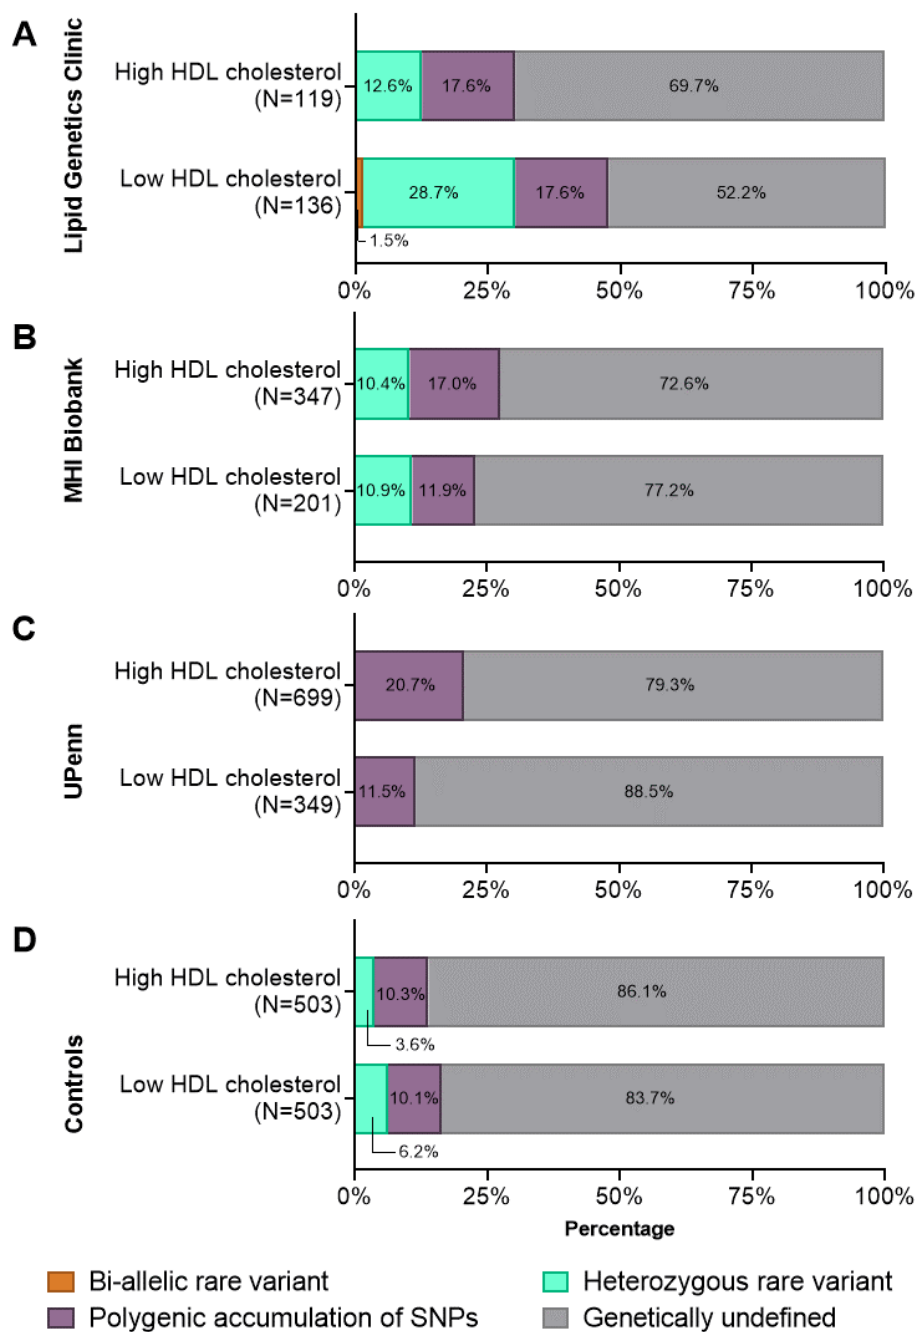 A
Lipid Genetics Clinic
High HDL cholesterol
(N=119)
12.6%
17.6%
69.7%
Low HDL cholesterol
(N=136)
28.7%
17.6%
52.2%
1.5%
0%
25%
50%
75%
100%
B
MHI Biobank
High HDL cholesterol
(N=347)
10.4%
17.0%
72.6%
Low HDL cholesterol
(N=201)
10.9%
11.9%
77.2%
0%
25%
50%
75%
100%
C
UPenn
High HDL cholesterol
(N=699)
20.7%
79.3%
Low HDL cholesterol
(N=349)
11.5%
88.5%
0%
25%
50%
75%
100%
D
Controls
High HDL cholesterol
(N=503)
10.3%
86.1%
3.6%
Low HDL cholesterol
(N=503)
10.1%
83.7%
6.2%
0%
25%
50%
75%
100%
Percentage
Bi-allelic rare variant
Heterozygous rare variant
Polygenic accumulation of SNPs
Genetically undefined